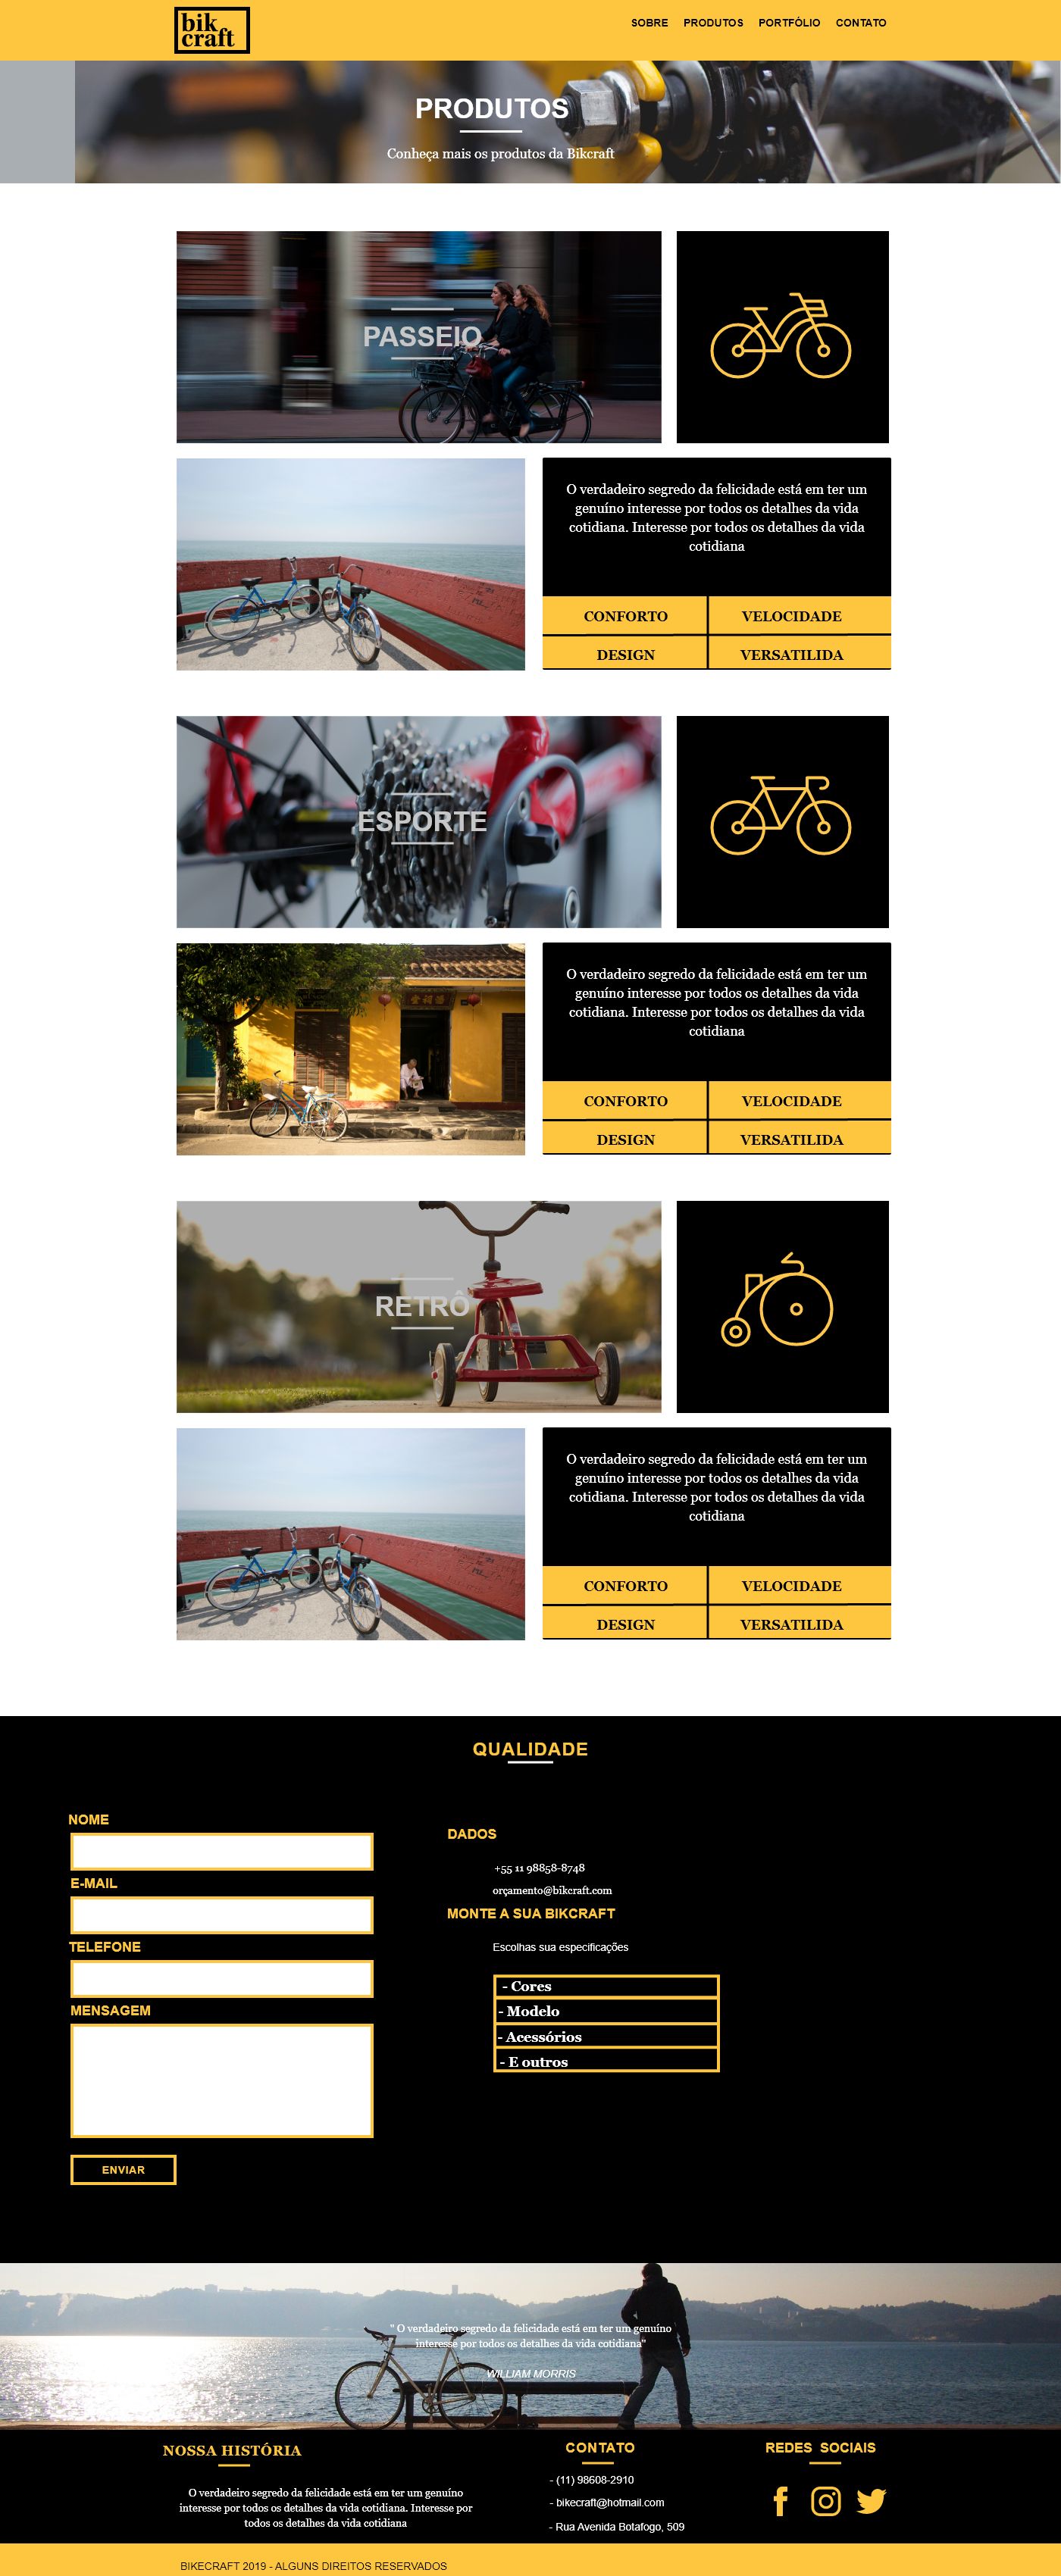 bik
craft
SOBRE PRODUTOS PORTFÓLIO CONTATO
PRODUTOS
Conheça mais os produtos da Bikcraft
PASSEIO
O verdadeiro segredo da felicidade está em ter um
genuíno interesse por todos os detalhes da vida
cotidiana. Interesse por todos os detalhes da vida
cotidiana
CONFORTO VELOCIDADE
DESIGN VERSATILIDA
ESPORTE
O verdadeiro segredo da felicidade está em ter um
genuíno interesse por todos os detalhes da vida
cotidiana. Interesse por todos os detalhes da vida
cotidiana
CONFORTO VELOCIDADE
DESIGN VERSATILIDA
RETRÔ
O verdadeiro segredo da felicidade está em ter um
genuíno interesse por todos os detalhes da vida
cotidiana. Interesse por todos os detalhes da vida
cotidiana
CONFORTO VELOCIDADE
DESIGN VERSATILIDA
QUALIDADE
NOME
E-MAIL
TELEFONE
MENSAGEM
ENVIAR
DADOS
+55 11 98858-8748
orçamento@bikcraft.com
MONTE A SUA BIKCRAFT
Escolhas sua especificações
- Cores
- Modelo
- Acessórios
- E outros
" O verdadeiro segredo da felicidade está em ter um genuíno
interesse por todos os detalhes da vida cotidiana"
WILLIAM MORRIS
NOSSA HISTÓRIA
O verdadeiro segredo da felicidade está em ter um genuíno
interesse por todos os detalhes da vida cotidiana. Interesse por
todos os detalhes da vida cotidiana
CONTATO
- (11) 98608-2910
- bikecraft@hotmail.com
- Rua Avenida Botafogo, 509
REDES SOCIAIS
BIKECRAFT 2019 - ALGUNS DIREITOS RESERVADOS